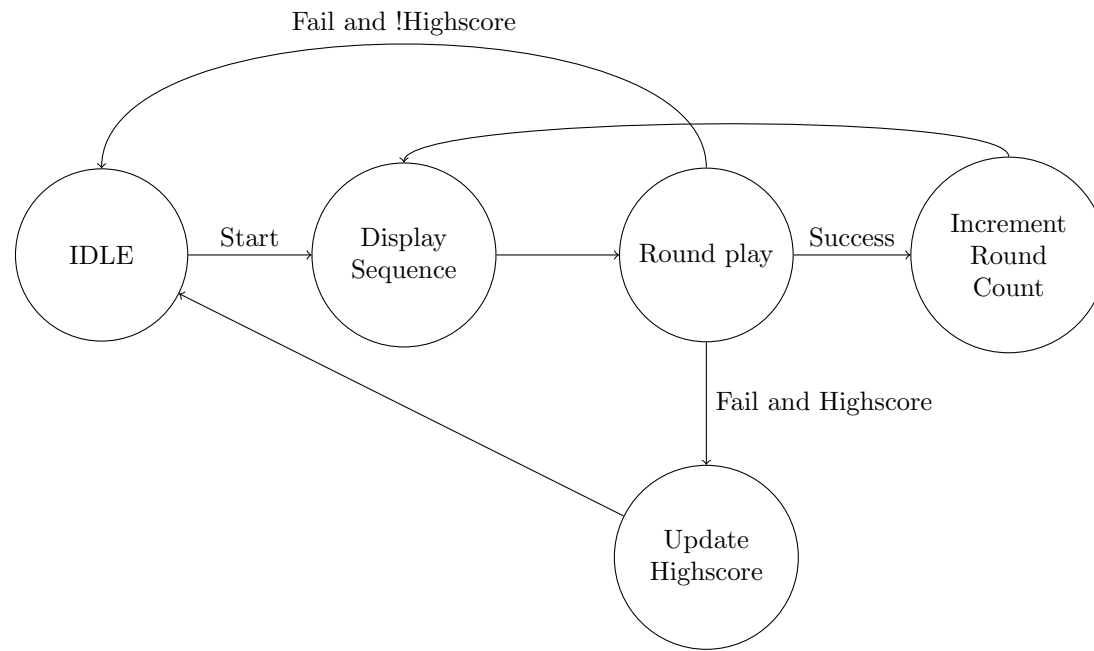 Fail and !Highscore
IDLE
Start
Display
Sequence
Round play
Success
Increment
Round
Count
Fail and Highscore
Update
Highscore